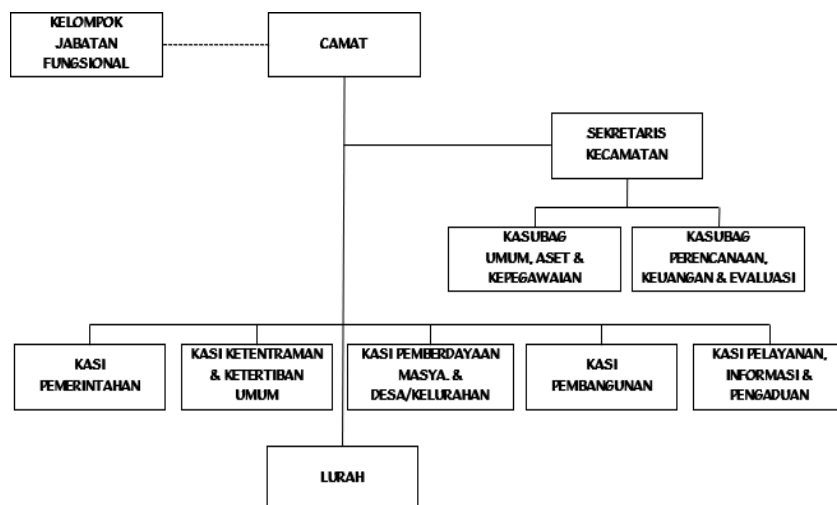 KELOMPOK
JABATAN
FUNGSIONAL
CAMAT
SEKRETARIS
KECAMATAN
KASUBAG
UMUM, ASET &
KEPEGAWAIAN
KASUBAG
PERENCANAAN,
KEUANGAN & EVALUASI
KASI
PEMERINTAHAN
KASI KETENTRAMAN
& KETERTIBAN
UMUM
KASI PEMBERDAYAAN
MASYA. &
DESA/KELURAHAN
KASI
PEMBANGUNAN
KASI PELAYANAN,
INFORMASI &
PENGADUAN
LURAH